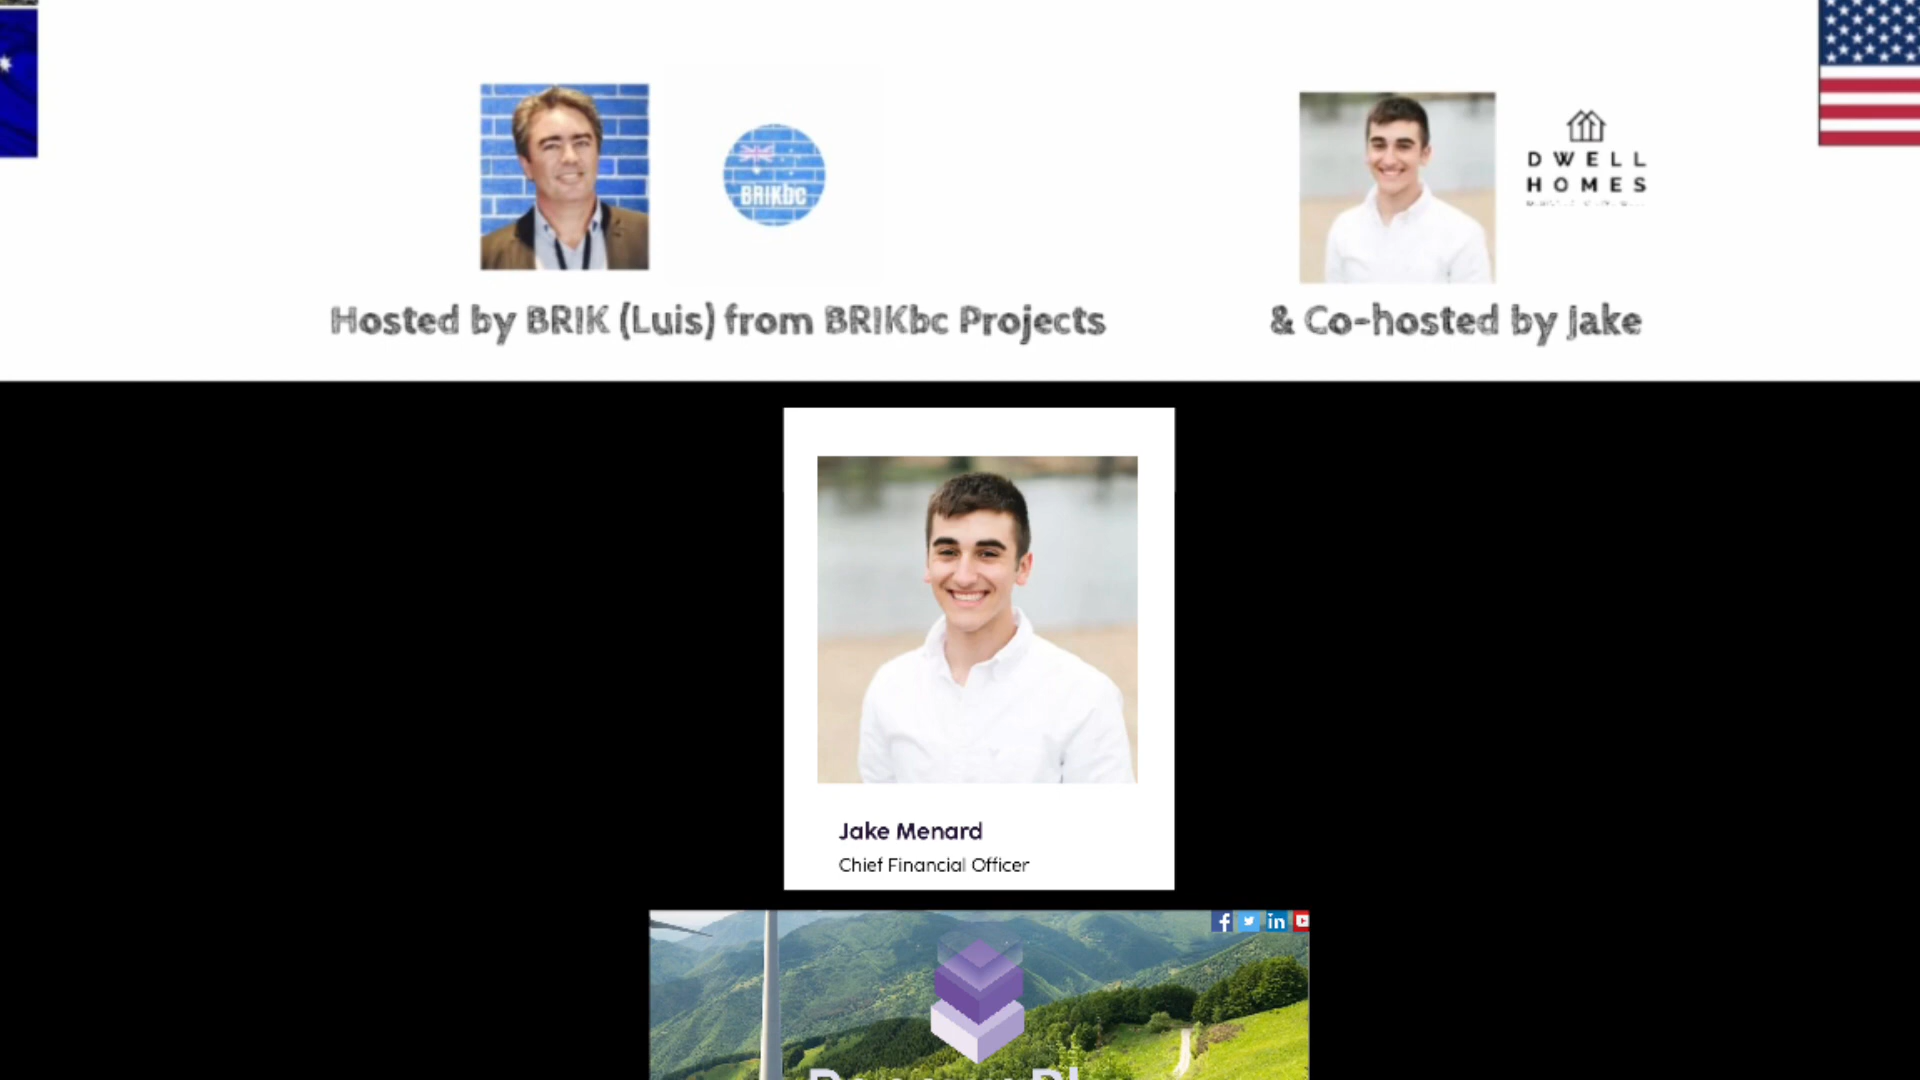 BRIKbc
DWELL
HOMES
Hosted by BRIK (Luis) from BRIKbc Projects
& Co-hosted by Jake
Jake Menard
Chief Financial Officer
f
in